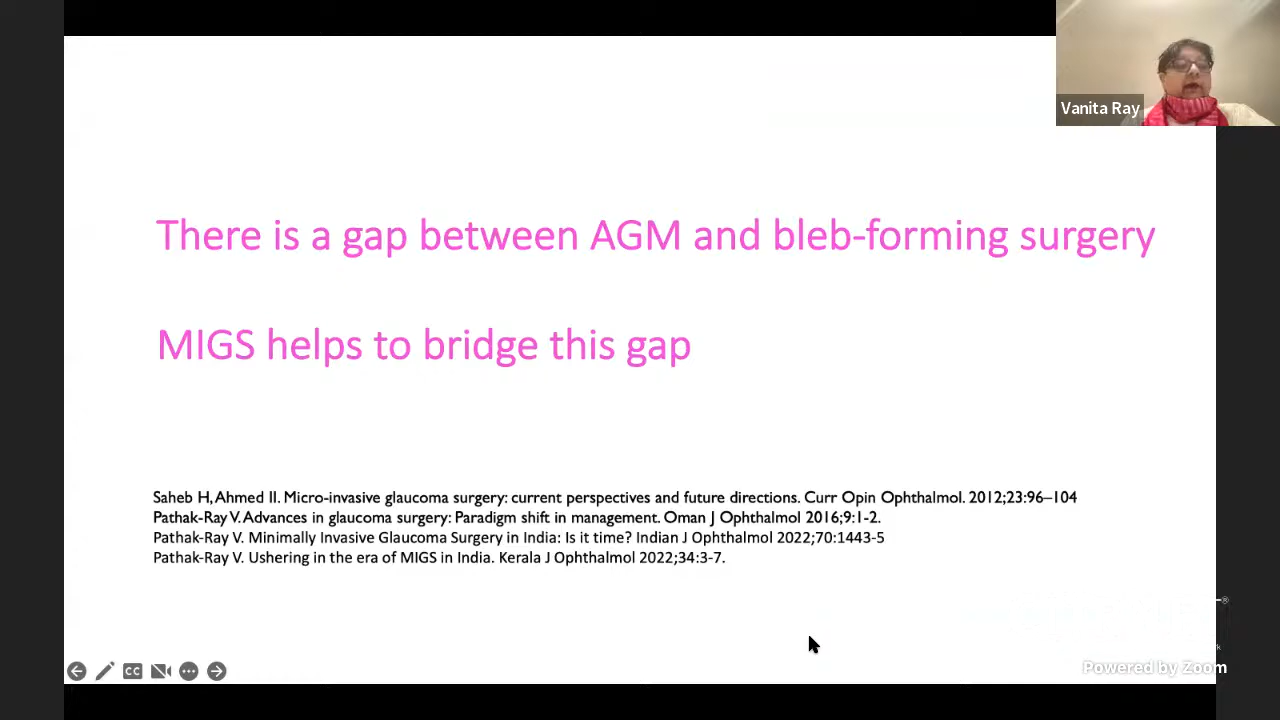 Vanita Ray
There is a gap between AGM and bleb-forming surgery
MIGS helps to bridge this gap
Saheb H, Ahmed II. Micro-invasive glaucoma surgery: current perspectives and future directions. Curr Opin Ophthalmol. 2012;23:96–104
Pathak-Ray V. Advances in glaucoma surgery: Paradigm shift in management. Oman J Ophthalmol 2016;9:1-2.
Pathak-Ray V. Minimally Invasive Glaucoma Surgery in India: Is it time? Indian J Ophthalmol 2022;70:1443-5
Pathak-Ray V. Ushering in the era of MIGS in India. Kerala J Ophthalmol 2022;34:3-7.
®
k
CC
Powered by Zoom